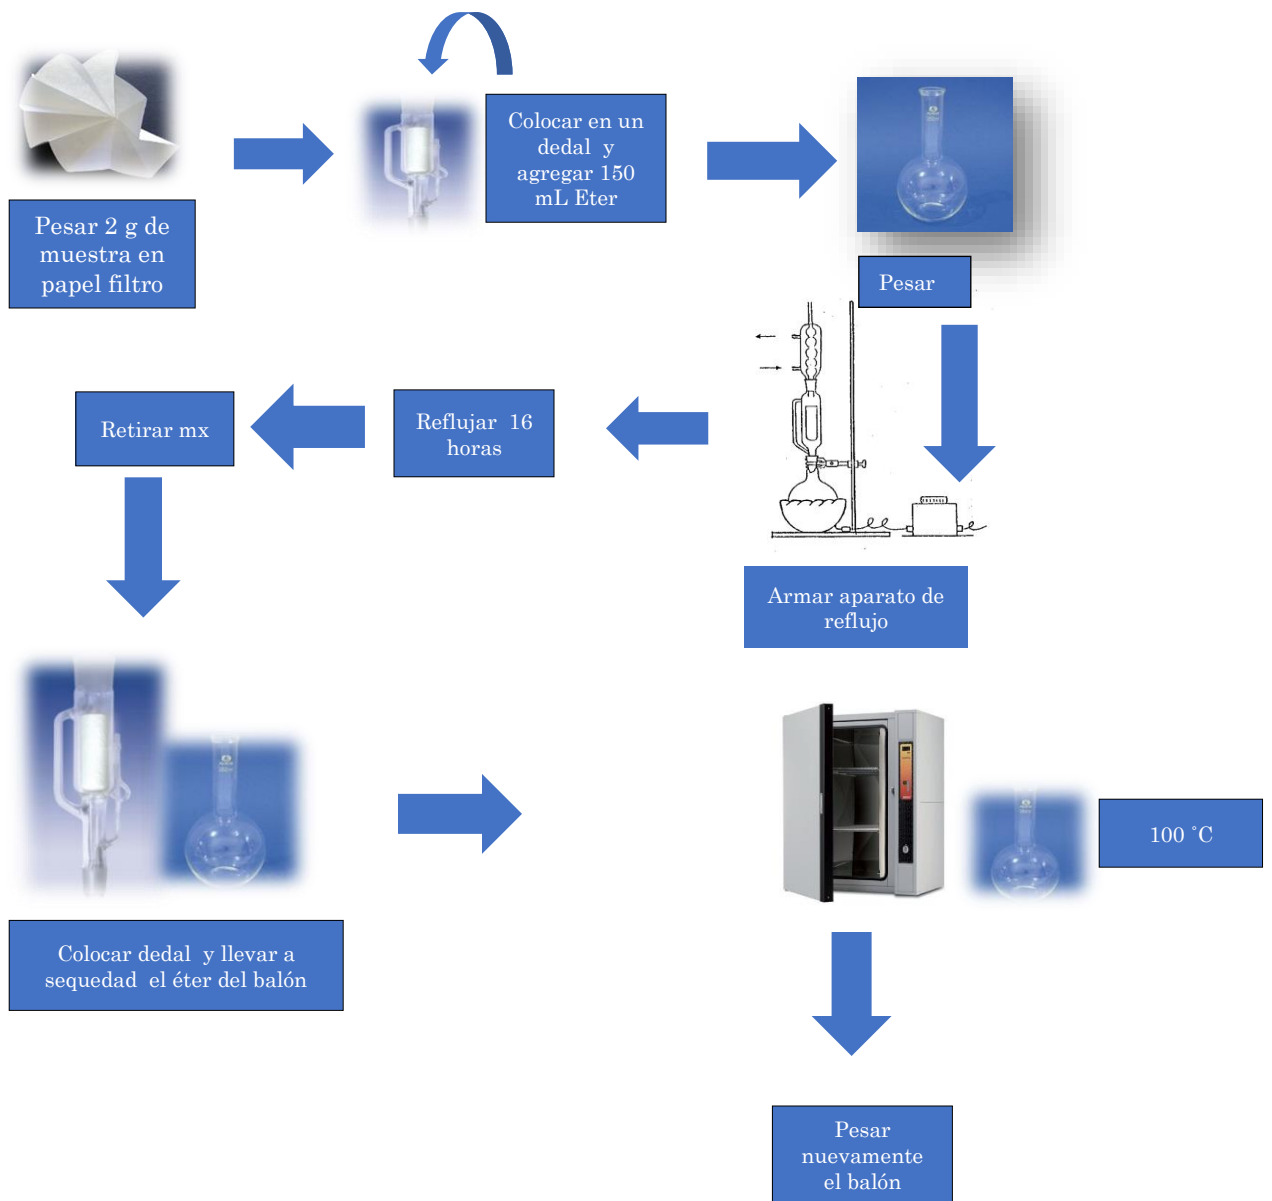 Pesar 2 g de
muestra en
papel filtro
Colocar en un
dedal y
agregar 150
mL Eter
Pesar
Armar aparato de
reflujo
Reflujar 16
horas
Retirar mx
Colocar dedal y llevar a
sequedad el éter del balón
100 ˚C
Pesar
nuevamente
el balón